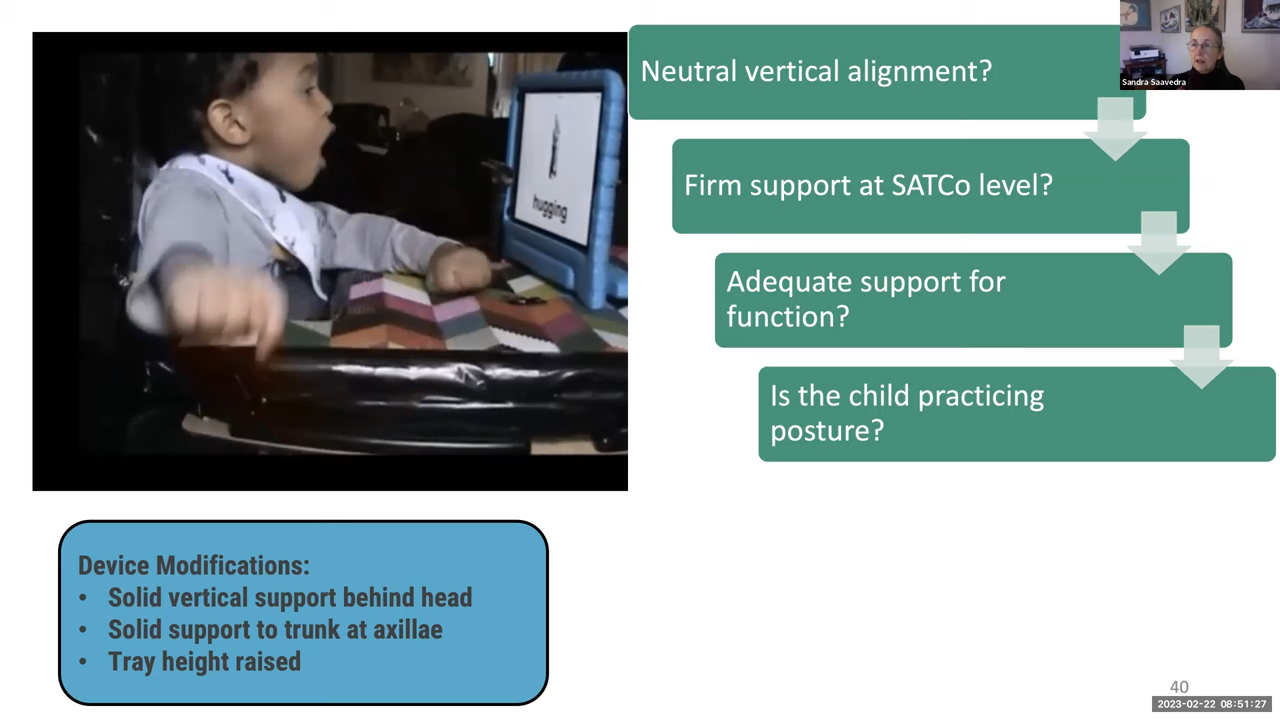 Neutral vertical alignment?
Sandra Saavedra
Firm support at SATCo level?
hugging
Adequate support for
function?
Is the child practicing
posture?
Device Modifications:
• Solid vertical support behind head
• Solid support to trunk at axillae
• Tray height raised
40
2023-02-22 08:51:27